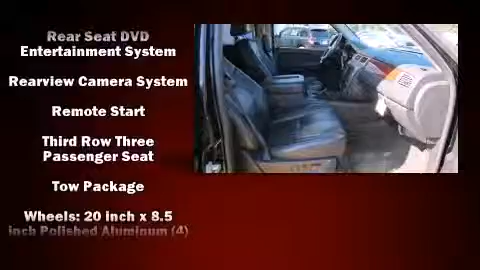 Rear Seat DVD
Entertainment System
Rearview Camera System
Remote Start
Third Row Three
Passenger Seat
Tow Package
Wheels: 20 inch x 8.5
inch Polished Aluminum (4)